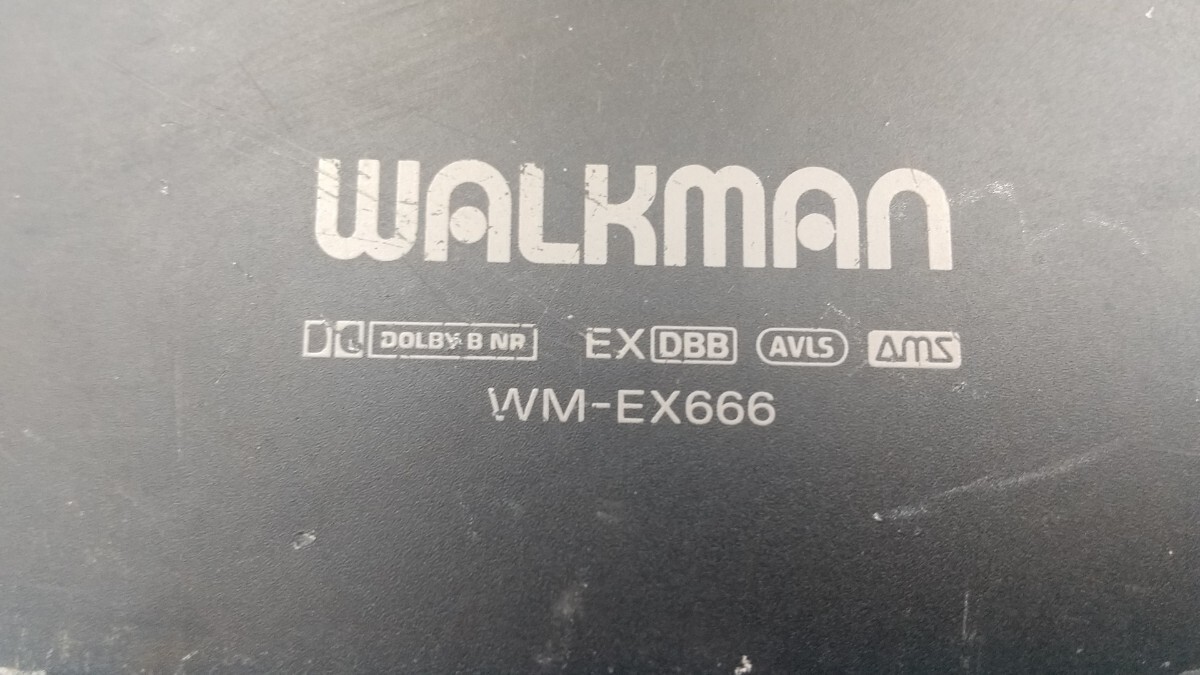 WALKMAN
DOLBY B NR EX DBB AVLS AMS
WM-EX666